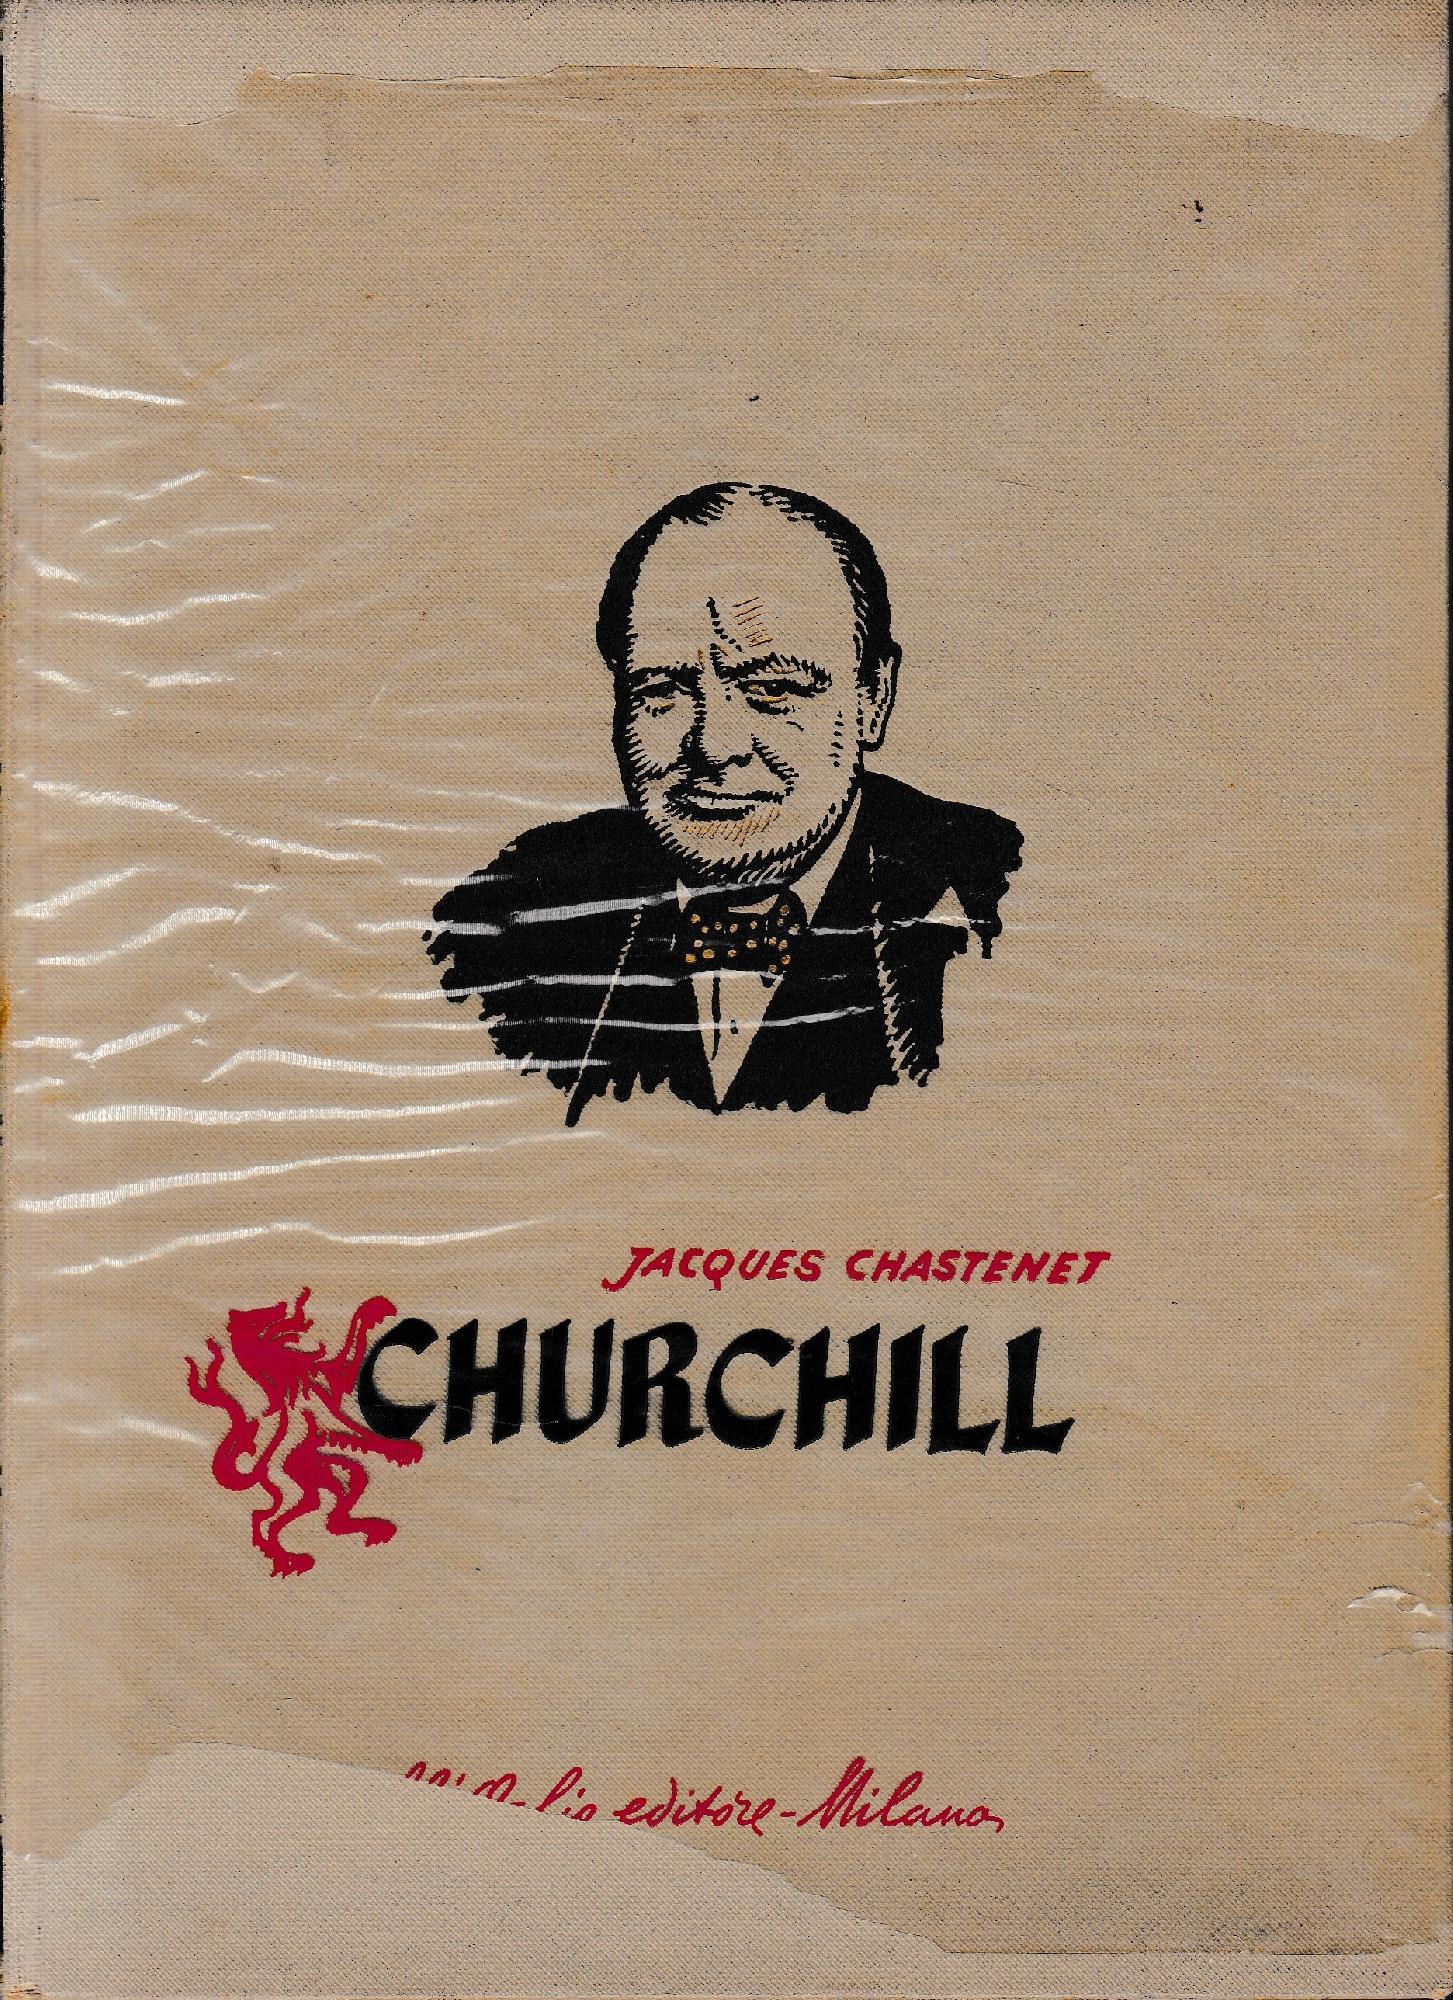 JACQUES CHASTENET
CHURCHILL
editore - Milano